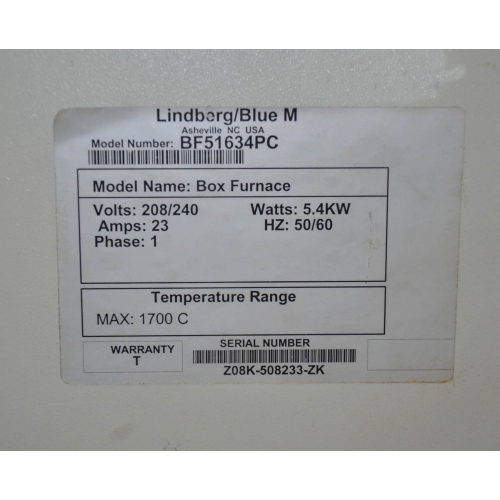 Lindberg/Blue M
Asheville NC USA
Model Number: BF51634PC
Model Name: Box Furnace
Volts: 208/240 Watts: 5.4KW
Amps: 23 HZ: 50/60
Phase: 1
Temperature Range
MAX: 1700 C
WARRANTY SERIAL NUMBER
T Z08K-508233-ZK